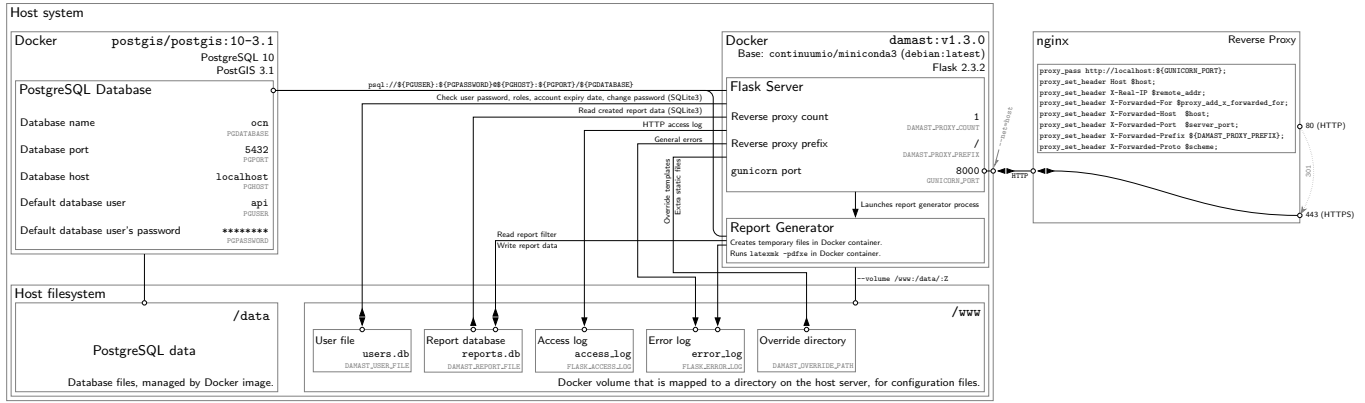 Host system
Docker postgis/postgis:10-3.1
PostgreSQL 10
PostGIS 3.1
PostgreSQL Database
Database name ocn
PGDATABASE
Database port 5432
PGPORT
Database host localhost
PGHOST
Default database user api
PGUSER
Default database user's password ********
PGPASSWORD
psql://${PGUSER}:${PGPASSWORD}@${PGHOST}:${PGPORT}/${PGDATABASE}
Check user password, roles, account expiry date, change password (SQLite3)
Read created report data (SQLite3)
HTTP access log
General errors
Override templates
Extra static files
Read report filter
Write report data
Docker damast:v1.3.0
Base: continuumio/miniconda3 (debian:latest)
Flask 2.3.2
Flask Server
Reverse proxy count 1
DAMAST_PROXY_COUNT
Reverse proxy prefix /
DAMAST_PROXY_PREFIX
gunicorn port 8000
GUNICORN_PORT
Launches report generator process
Report Generator
Creates temporary files in Docker container.
Runs latexmk -pdfxe in Docker container.
--volume /www:/data/:Z
--net=host
HTTP
nginx Reverse Proxy
proxy_pass http://localhost:${GUNICORN_PORT};
proxy_set_header Host $host;
proxy_set_header X-Real-IP $remote_addr;
proxy_set_header X-Forwarded-For $proxy_add_x_forwarded_for;
proxy_set_header X-Forwarded-Host $host;
proxy_set_header X-Forwarded-Port $server_port;
proxy_set_header X-Forwarded-Prefix ${DAMAST_PROXY_PREFIX};
proxy_set_header X-Forwarded-Proto $scheme;
80 (HTTP)
301
443 (HTTPS)
Host filesystem
/data
PostgreSQL data
Database files, managed by Docker image.
/www
User file
users.db
DAMAST_USER_FILE
Report database
reports.db
DAMAST_REPORT_FILE
Access log
access_log
FLASK_ACCESS_LOG
Error log
error_log
FLASK_ERROR_LOG
Override directory
DAMAST_OVERRIDE_PATH
Docker volume that is mapped to a directory on the host server, for configuration files.